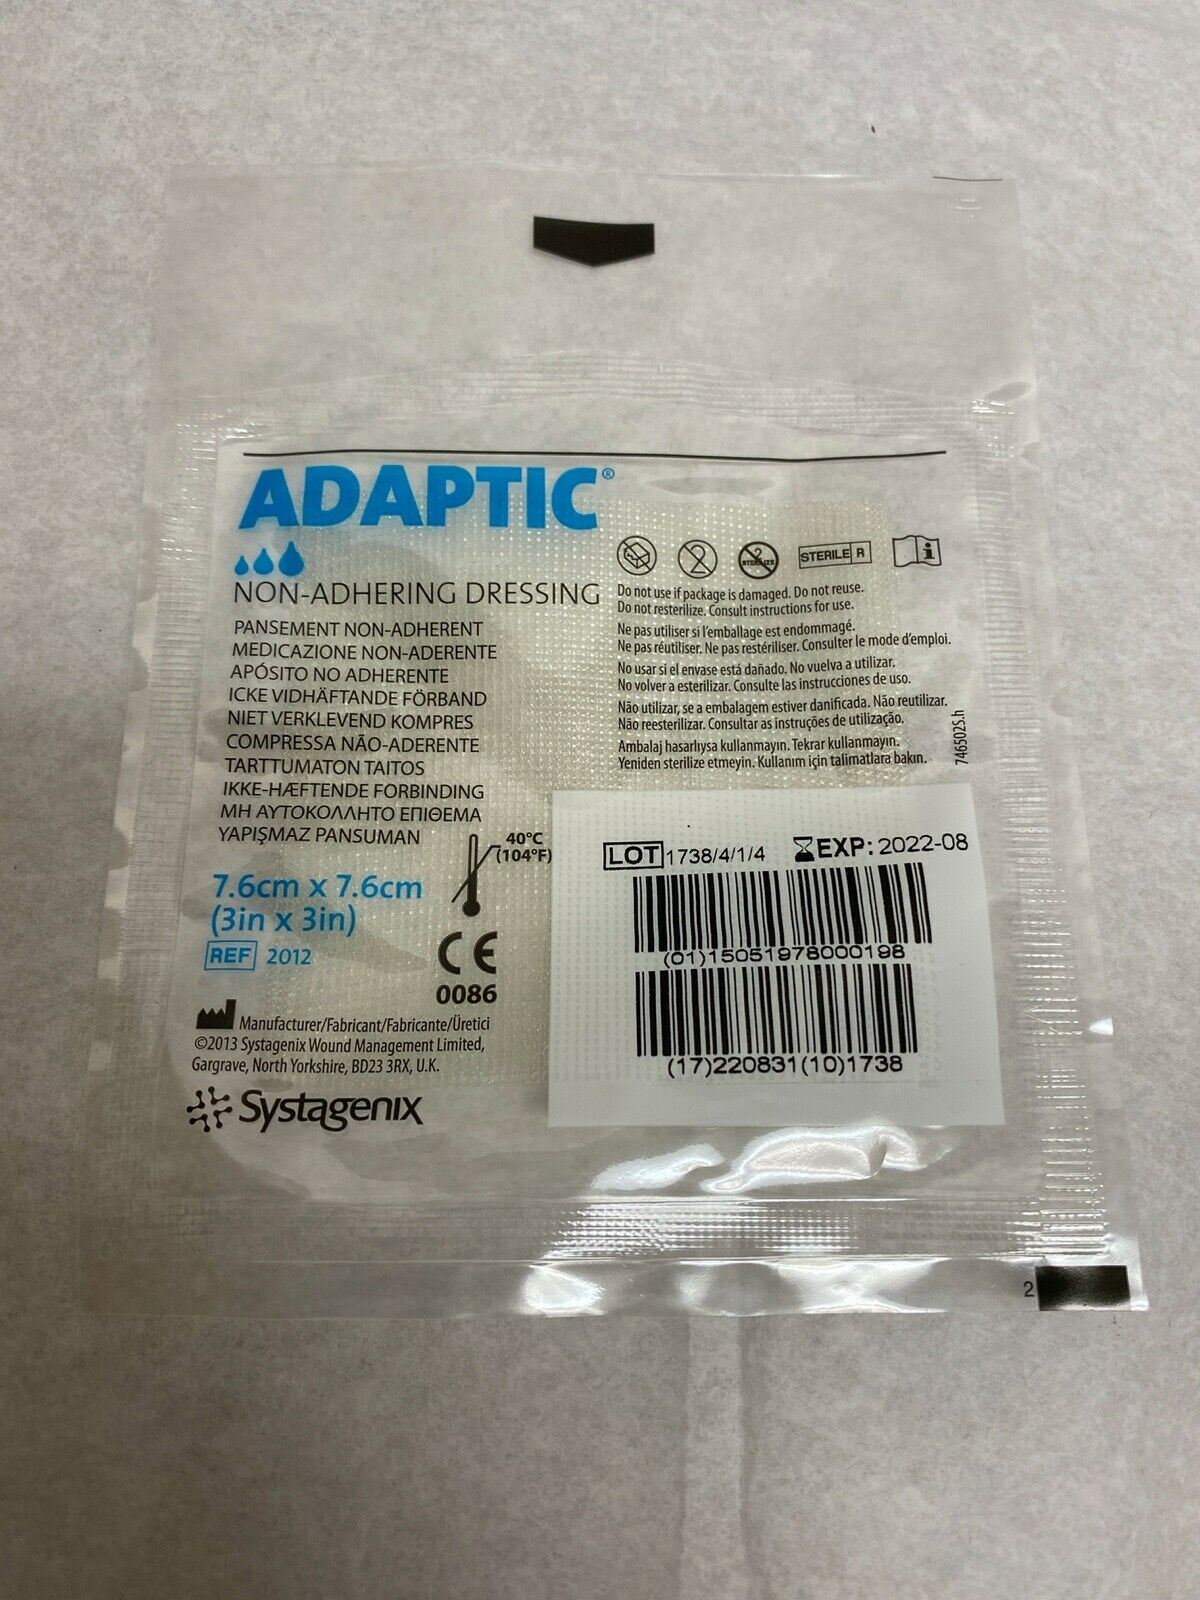 ADAPTIC®
NON-ADHERING DRESSING
PANSEMENT NON-ADHERENT
MEDICAZIONE NON-ADERENTE
APÓSITO NO ADHERENTE
ICKE VIDHÄFTANDE FÖRBAND
NIET VERKLEVEND KOMPRES
COMPRESSA NÃO-ADERENTE
TARTTUMATON TAITOS
IKKE-HÆFTENDE FORBINDING
ΜΗ ΑΥΤΟΚΟΛΛΗΤΟ ΕΠΙΘΕΜΑ
YAPIŞMAZ PANSUMAN
40°C
(104°F)
7.6cm x 7.6cm
(3in x 3in)
REF 2012
CE
0086
Manufacturer/Fabricant/Fabricante/Üretici
©2013 Systagenix Wound Management Limited,
Gargrave, North Yorkshire, BD23 3RX, U.K.
Systagenix
2 2 STERILIZE STERILE R i
Do not use if package is damaged. Do not reuse.
Do not resterilize. Consult instructions for use.
Ne pas utiliser si l'emballage est endommagé.
Ne pas réutiliser. Ne pas restériliser. Consulter le mode d'emploi.
No usar si el envase está dañado. No vuelva a utilizar.
No volver a esterilizar. Consulte las instrucciones de uso.
Não utilizar, se a embalagem estiver danificada. Não reutilizar.
Não reesterilizar. Consultar as instruções de utilização.
Ambalaj hasarlıysa kullanmayın. Tekrar kullanmayın.
Yeniden sterilize etmeyin. Kullanım için talimatlara bakın.
746502S.h
LOT 1738/4/1/4 EXP: 2022-08
(01)15051978000198
(17)220831(10)1738
2